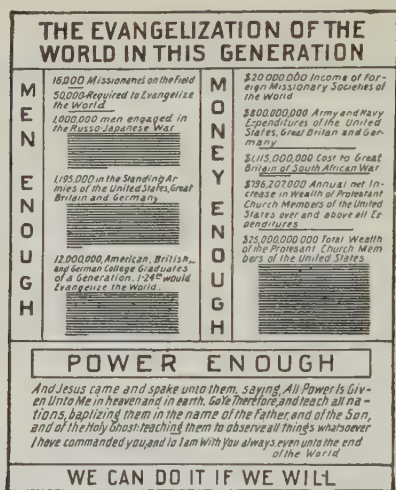 THE EVANGELIZATION OF THE
WORLD IN THIS GENERATION
MEN ENOUGH
16,000 Missionaries on the field
50,000 Required to Evangelize
the World
1,000,000 men engaged in
the Russo-Japanese War
1,195,000 in the Standing Ar-
mies of the United States, Great
Britain and Germany
12,000,000, American, British,
and German College Graduates
of a Generation. 1-24th would
Evangelize the World.
MONEY ENOUGH
$20 000 000 Income of For-
eign Missionary Societies of
the World
$800,000,000 Army and Navy
Expenditures of the United
States, Great Britan and Ger-
many
$1,115,000,000 Cost to Great
Britain of South African War
$796,207,000 Annual net In-
crease in Wealth of Protestant
Church Members of the United
States over and above all Ex
penditures
$25,000,000 000 Total Wealth
of the Protesant Church Mem
bers of the United States
POWER ENOUGH
And Jesus came and spake unto them, saying, All Power Is Giv-
en Unto Me in heaven and in earth. Go Ye Therefore, and teach all na-
tions, baptizing them in the name of the Father, and of the Son,
and of the Holy Ghost: teaching them to observe all things whatsoever
I have commanded you, and lo I am With You always, even unto the end
of the World
WE CAN DO IT IF WE WILL